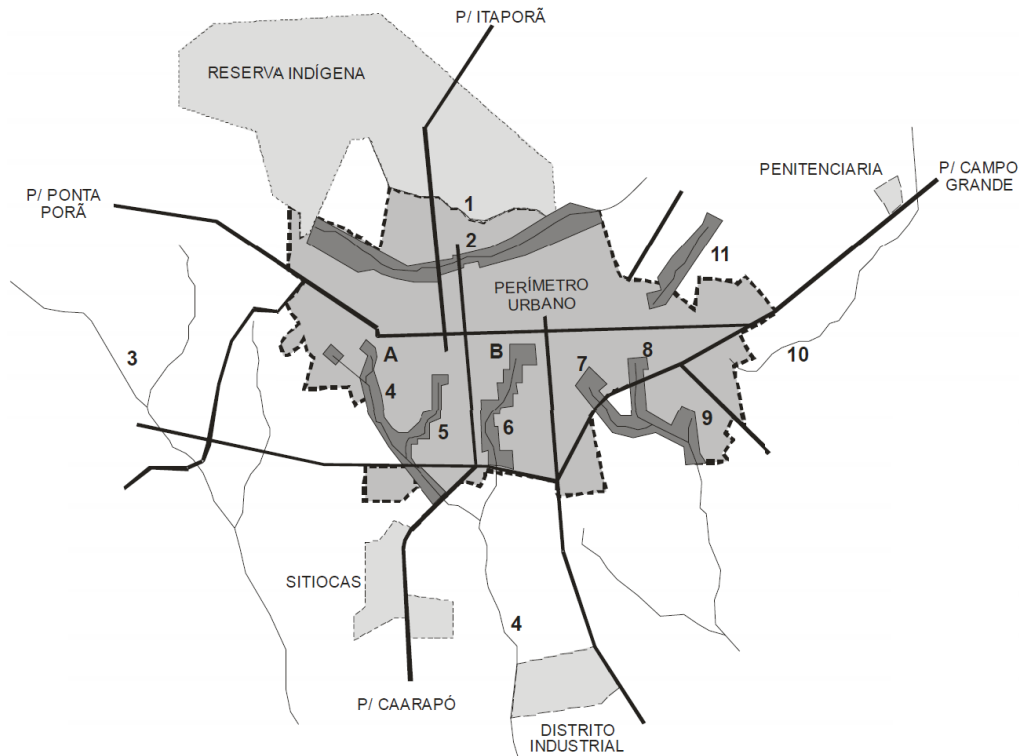 P/ ITAPORÃ
RESERVA INDÍGENA
PENITENCIARIA
P/ CAMPO
GRANDE
P/ PONTA
PORÃ
1
2
11
PERÍMETRO
URBANO
3
A
B
7
8
10
4
5
6
9
SITIOCAS
4
P/ CAARAPÓ
DISTRITO
INDUSTRIAL